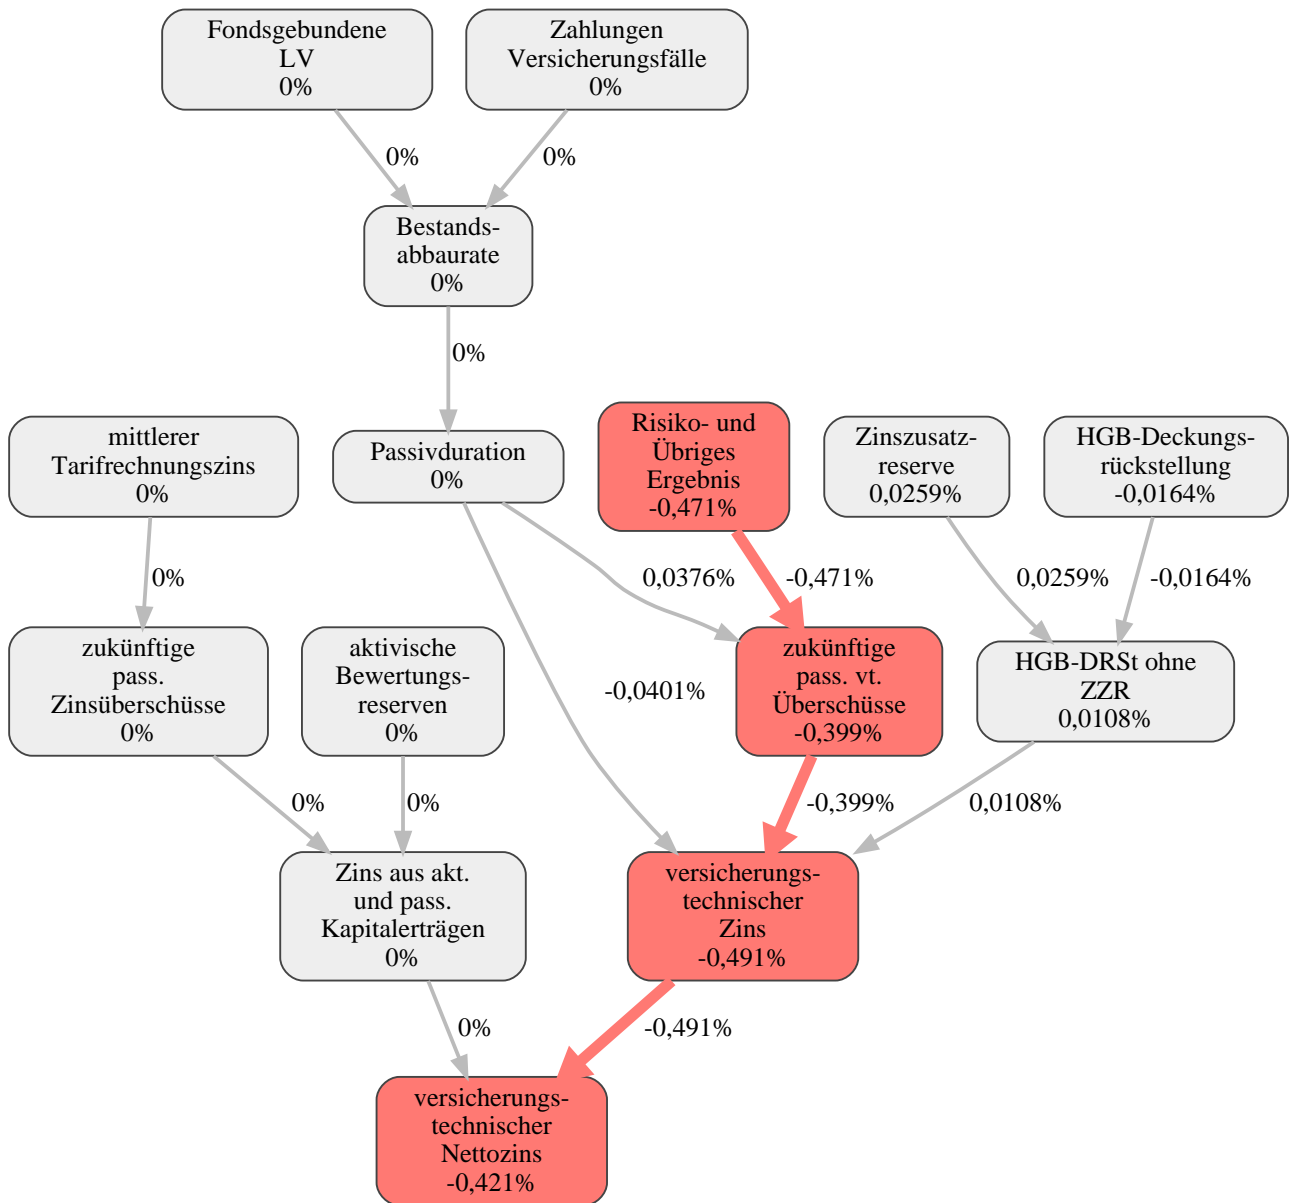 Fondsgebundene
LV
0%
Zahlungen
Versicherungsfälle
0%
0%
0%
Bestands-
abbaurate
0%
0%
mittlerer
Tarifrechnungszins
0%
Passivduration
0%
Risiko- und
Übriges
Ergebnis
-0,471%
Zinszusatz-
reserve
0,0259%
HGB-Deckungs-
rückstellung
-0,0164%
0%
0,0376%
-0,471%
0,0259%
-0,0164%
zukünftige
pass.
Zinsüberschüsse
0%
aktivische
Bewertungs-
reserven
0%
-0,0401%
zukünftige
pass. vt.
Überschüsse
-0,399%
HGB-DRSt ohne
ZZR
0,0108%
0%
0%
-0,399%
0,0108%
Zins aus akt.
und pass.
Kapitalerträgen
0%
versicherungs-
technischer
Zins
-0,491%
0%
-0,491%
versicherungs-
technischer
Nettozins
-0,421%